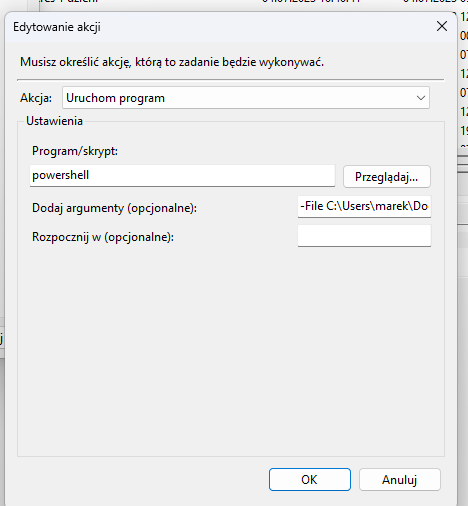 Edytowanie akcji
Musisz określić akcję, którą to zadanie będzie wykonywać.
Akcja: Uruchom program
Ustawienia
Program/skrypt:
powershell
Przeglądaj...
Dodaj argumenty (opcjonalne): -File C:\Users\marek\Do
Rozpocznij w (opcjonalne):
OK Anuluj